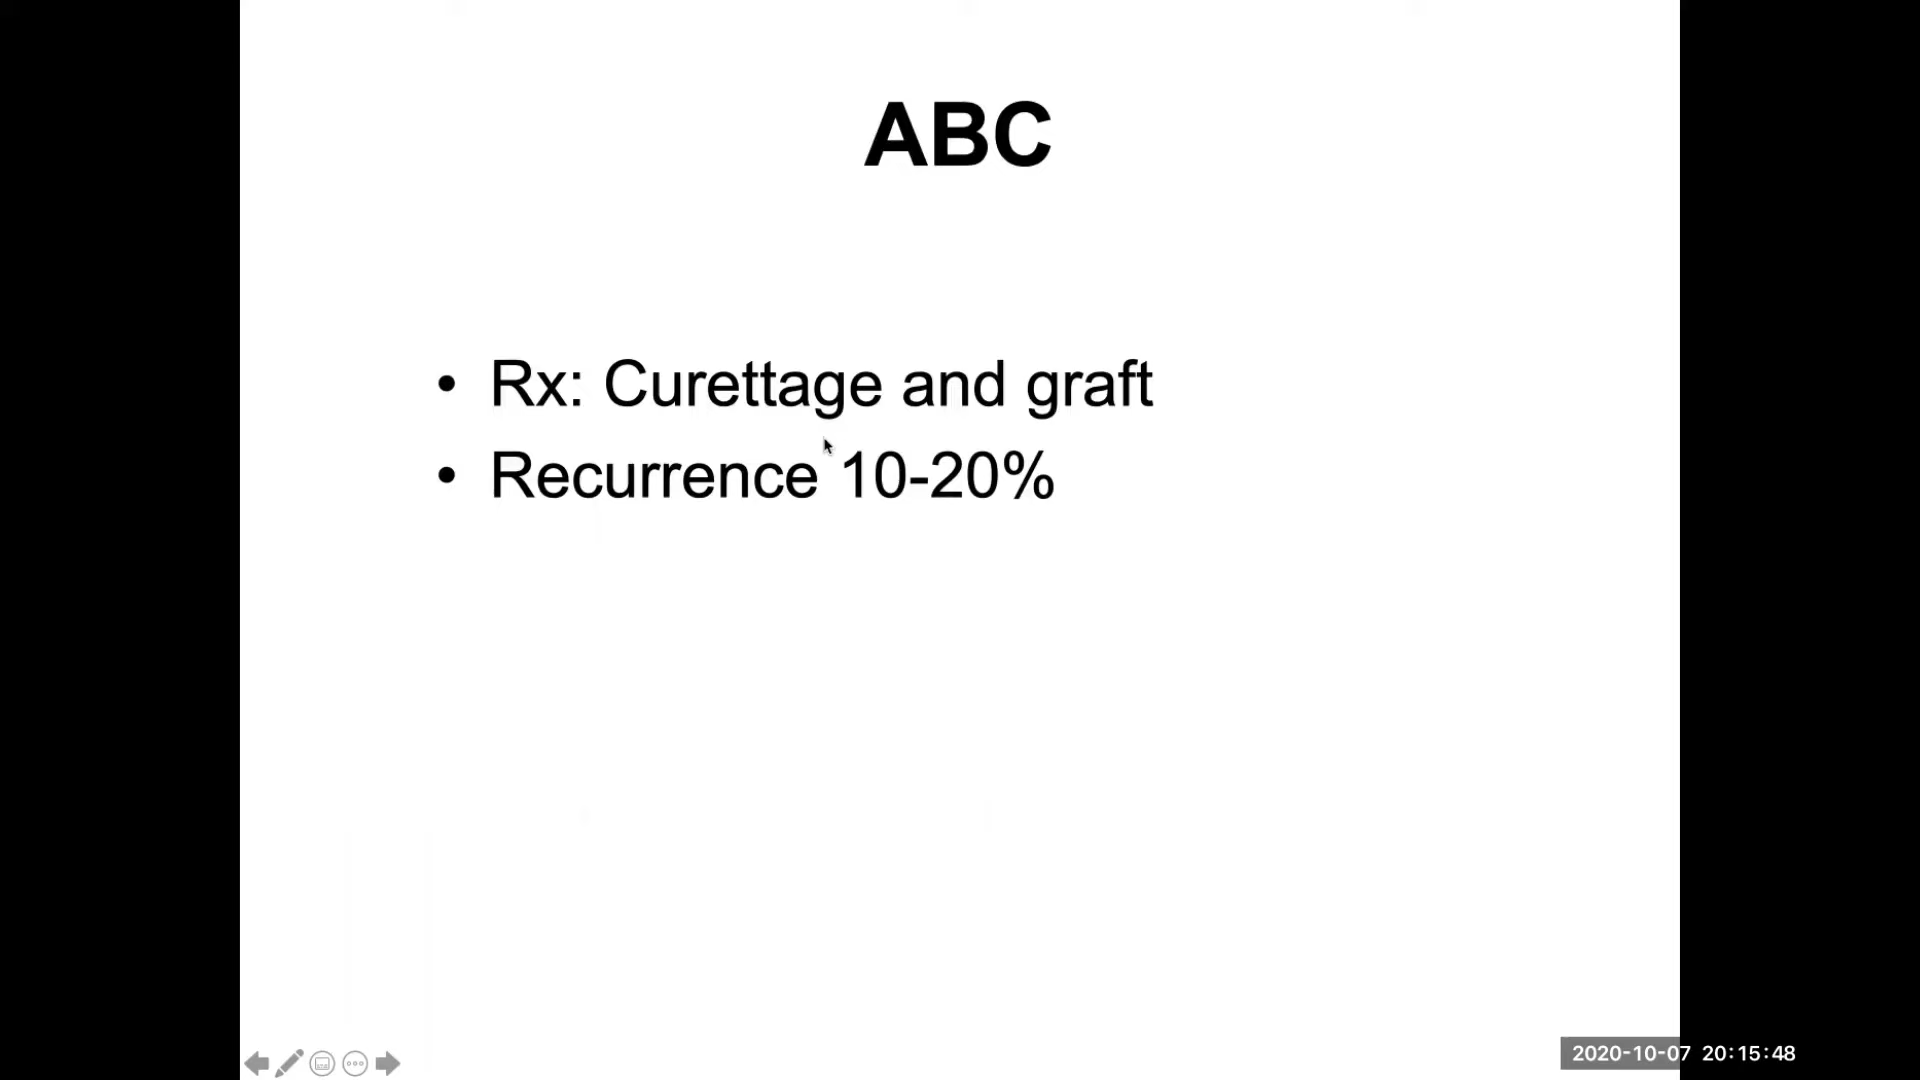 ABC
• Rx: Curettage and graft
• Recurrence 10-20%
2020-10-07 20:15:48